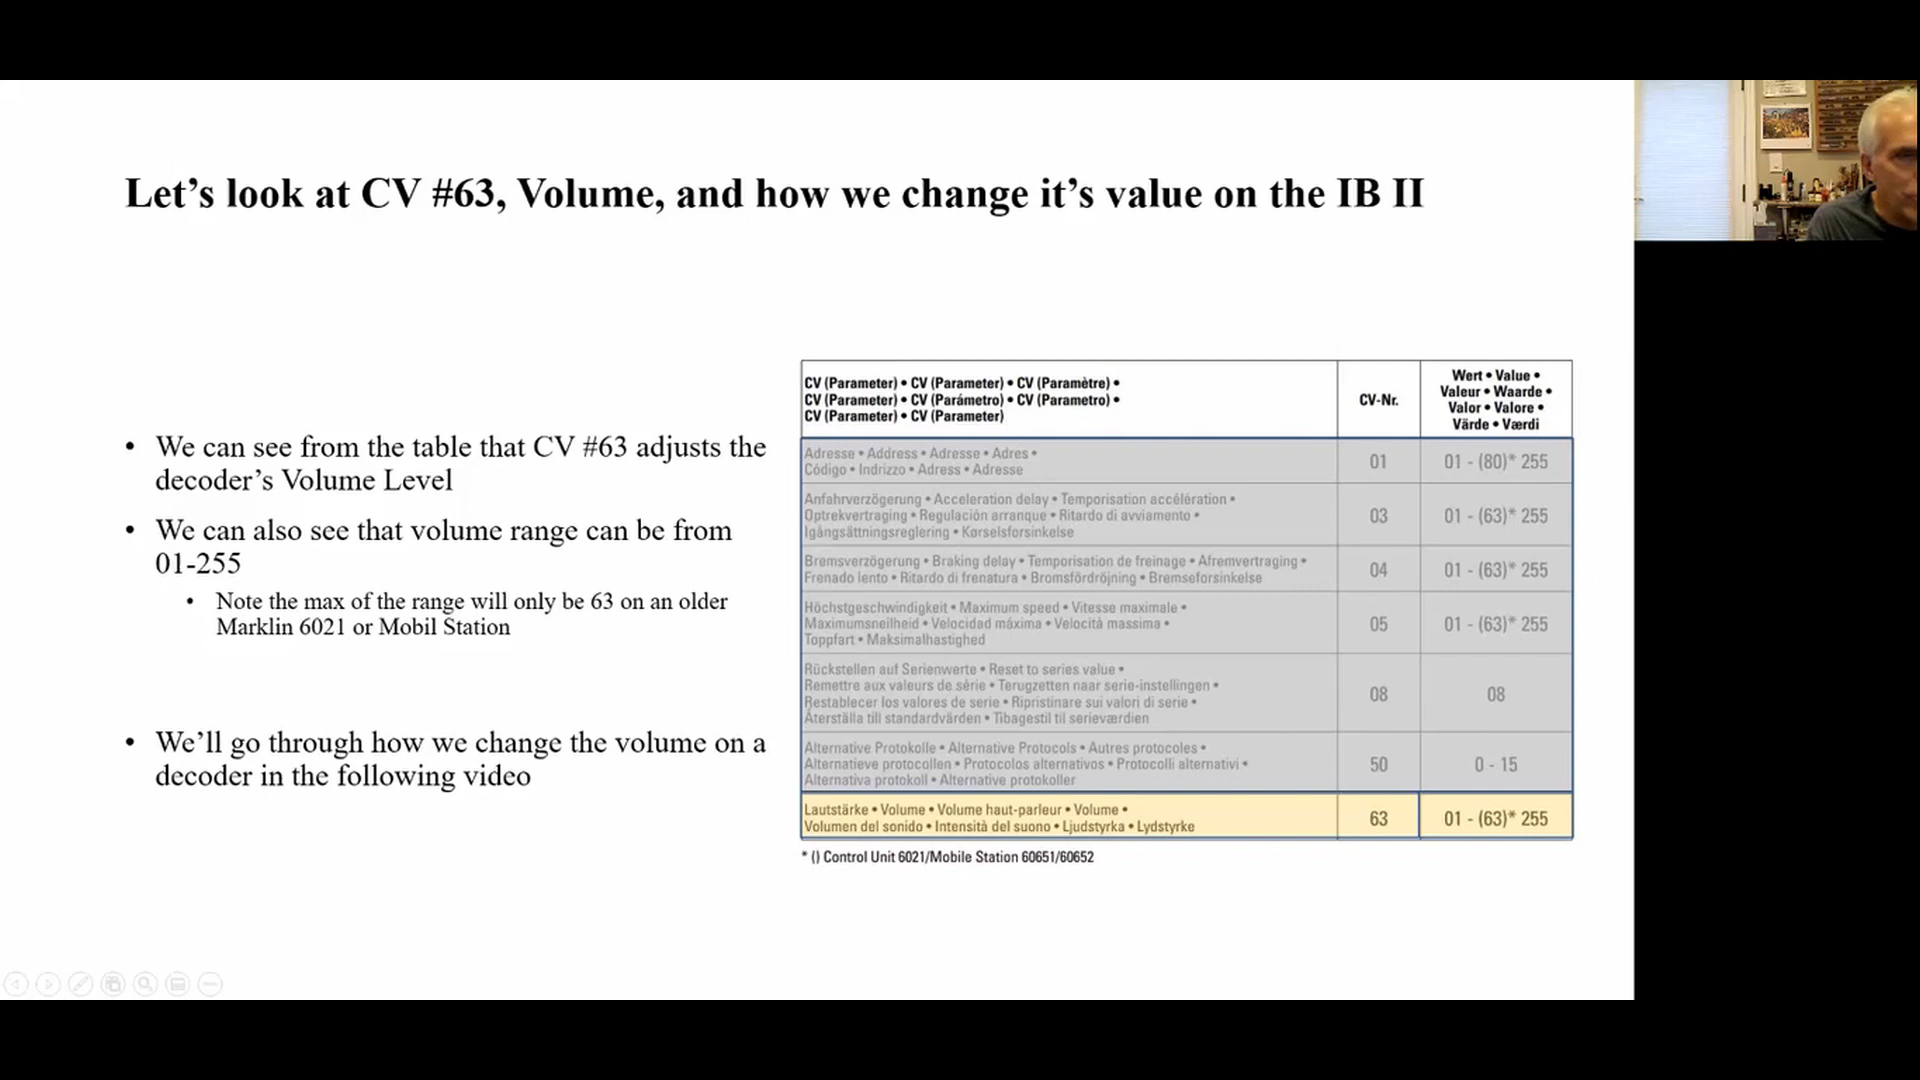 Let’s look at CV #63, Volume, and how we change it’s value on the IB II
• We can see from the table that CV #63 adjusts the
decoder’s Volume Level
• We can also see that volume range can be from
01-255
• Note the max of the range will only be 63 on an older
Marklin 6021 or Mobil Station
• We’ll go through how we change the volume on a
decoder in the following video
CV (Parameter) • CV (Parameter) • CV (Paramètre) •
CV (Parameter) • CV (Parámetro) • CV (Parametro) •
CV (Parameter) • CV (Parameter)
CV-Nr.
Wert • Value •
Valeur • Waarde •
Valor • Valore •
Värde • Værdi
Adresse • Address • Adresse • Adres •
Código • Indrizzo • Adress • Adresse
01
01 - (80)* 255
Anfahrverzögerung • Acceleration delay • Temporisation accélération •
Optrekvertraging • Regulación arranque • Ritardo di avviamento •
Igångsättningsreglering • Kørselsforsinkelse
03
01 - (63)* 255
Bremsverzögerung • Braking delay • Temporisation de freinage • Afremvertraging •
Frenado lento • Ritardo di frenatura • Bromsfördröjning • Bremseforsinkelse
04
01 - (63)* 255
Höchstgeschwindigkeit • Maximum speed • Vitesse maximale •
Maximumsneilheid • Velocidad máxima • Velocità massima •
Toppfart • Maksimalhastighed
05
01 - (63)* 255
Rückstellen auf Serienwerte • Reset to series value •
Remettre aux valeurs de série • Terugzetten naar serie-instellingen •
Restablecer los valores de serie • Ripristinare sui valori di serie •
Återställa till standardvärden • Tibagestil til serieværdien
08
08
Alternative Protokolle • Alternative Protocols • Autres protocoles •
Alternatieve protocollen • Protocolos alternativos • Protocolli alternativi •
Alternativa protokoll • Alternative protokoller
50
0 - 15
Lautstärke • Volume • Volume haut-parleur • Volume •
Volumen del sonido • Intensità del suono • Ljudstyrka • Lydstyrke
63
01 - (63)* 255
* () Control Unit 6021/Mobile Station 60651/60652